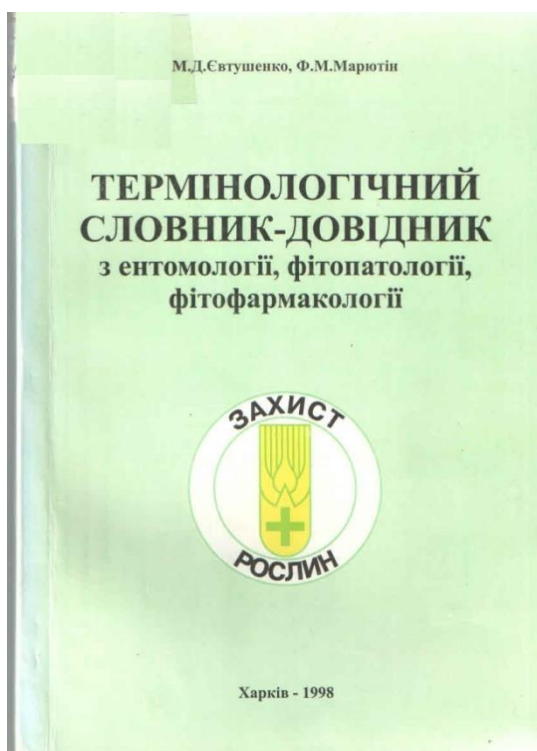 М.Д.Євтушенко, Ф.М.Марютін
ТЕРМІНОЛОГІЧНИЙ
СЛОВНИК-ДОВІДНИК
з ентомології, фітопатології,
фітофармакології
ЗАХИСТ
РОСЛИН
Харків - 1998